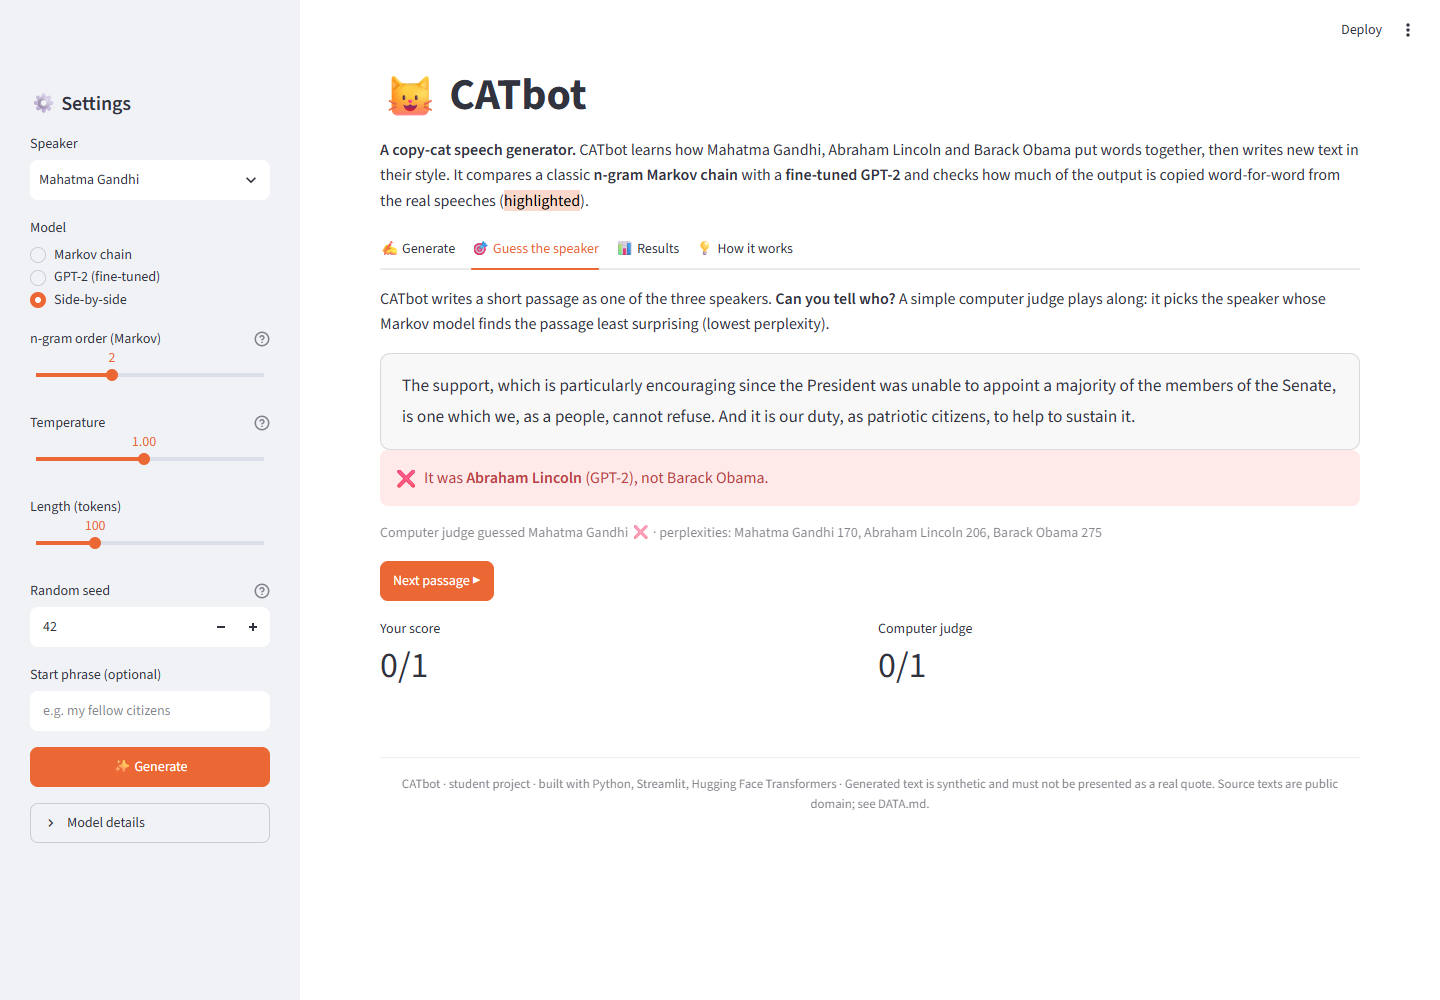 Deploy
Settings
Speaker
Mahatma Gandhi
Model
Markov chain
GPT-2 (fine-tuned)
Side-by-side
n-gram order (Markov)
2
Temperature
1.00
Length (tokens)
100
Random seed
42
Start phrase (optional)
e.g. my fellow citizens
✨ Generate
Model details
CATbot
A copy-cat speech generator. CATbot learns how Mahatma Gandhi, Abraham Lincoln and Barack Obama put words together, then writes new text in
their style. It compares a classic n-gram Markov chain with a fine-tuned GPT-2 and checks how much of the output is copied word-for-word from
the real speeches (highlighted).
Generate Guess the speaker Results How it works
CATbot writes a short passage as one of the three speakers. Can you tell who? A simple computer judge plays along: it picks the speaker whose
Markov model finds the passage least surprising (lowest perplexity).
The support, which is particularly encouraging since the President was unable to appoint a majority of the members of the Senate,
is one which we, as a people, cannot refuse. And it is our duty, as patriotic citizens, to help to sustain it.
❌ It was Abraham Lincoln (GPT-2), not Barack Obama.
Computer judge guessed Mahatma Gandhi ❌ · perplexities: Mahatma Gandhi 170, Abraham Lincoln 206, Barack Obama 275
Next passage ▸
Your score
0/1
Computer judge
0/1
CATbot · student project · built with Python, Streamlit, Hugging Face Transformers · Generated text is synthetic and must not be presented as a real quote. Source texts are public
domain; see DATA.md.